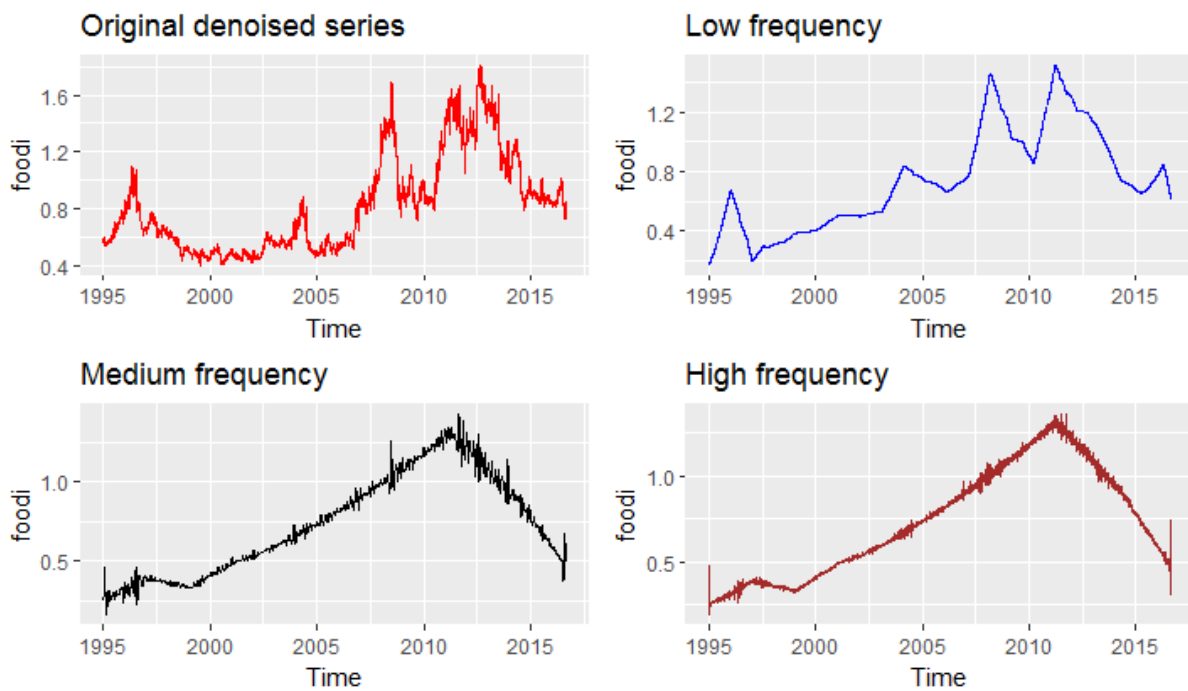 Original denoised series
foodi
1.6
1.2
0.8
0.4
1995 2000 2005 2010 2015
Time
Low frequency
foodi
1.2
0.8
0.4
1995 2000 2005 2010 2015
Time
Medium frequency
foodi
1.0
0.5
1995 2000 2005 2010 2015
Time
High frequency
foodi
1.0
0.5
1995 2000 2005 2010 2015
Time